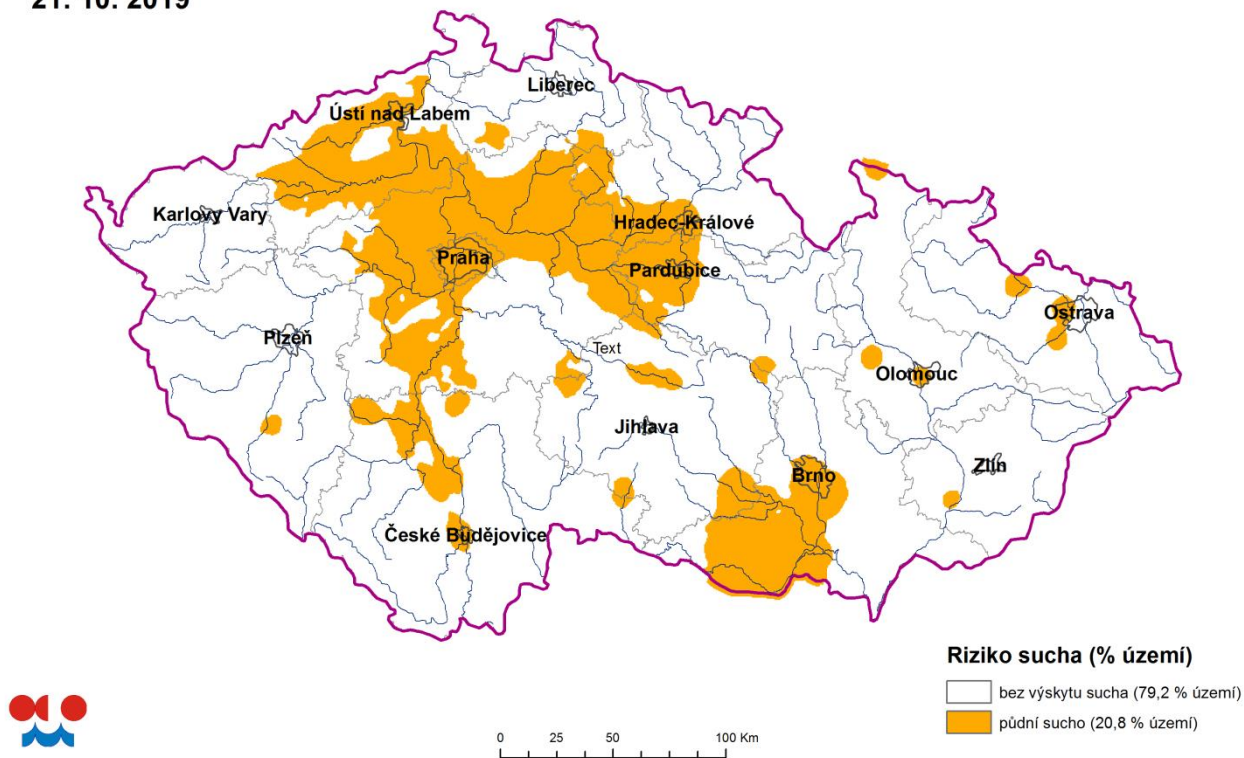 21. 10. 2019
Liberec
Ústí nad Labem
Karlovy Vary
Hradec-Králové
Praha
Pardubice
Ostrava
Plzeň
Text
Olomouc
Jihlava
Zlín
Brno
České Budějovice
Riziko sucha (% území)
bez výskytu sucha (79,2 % území)
půdní sucho (20,8 % území)
0 25 50 100 Km